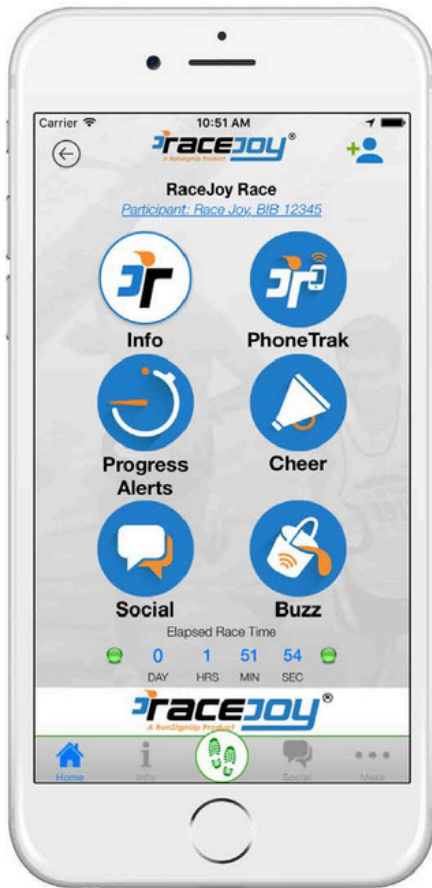 Carrier 10:51 AM
racejoy®
A RunSignUp Product
RaceJoy Race
Participant: Race Joy, BIB 12345
Info PhoneTrak
Progress Alerts Cheer
Social Buzz
Elapsed Race Time
0 1 51 54
DAY HRS MIN SEC
racejoy®
A RunSignUp Product
Home Info Social More